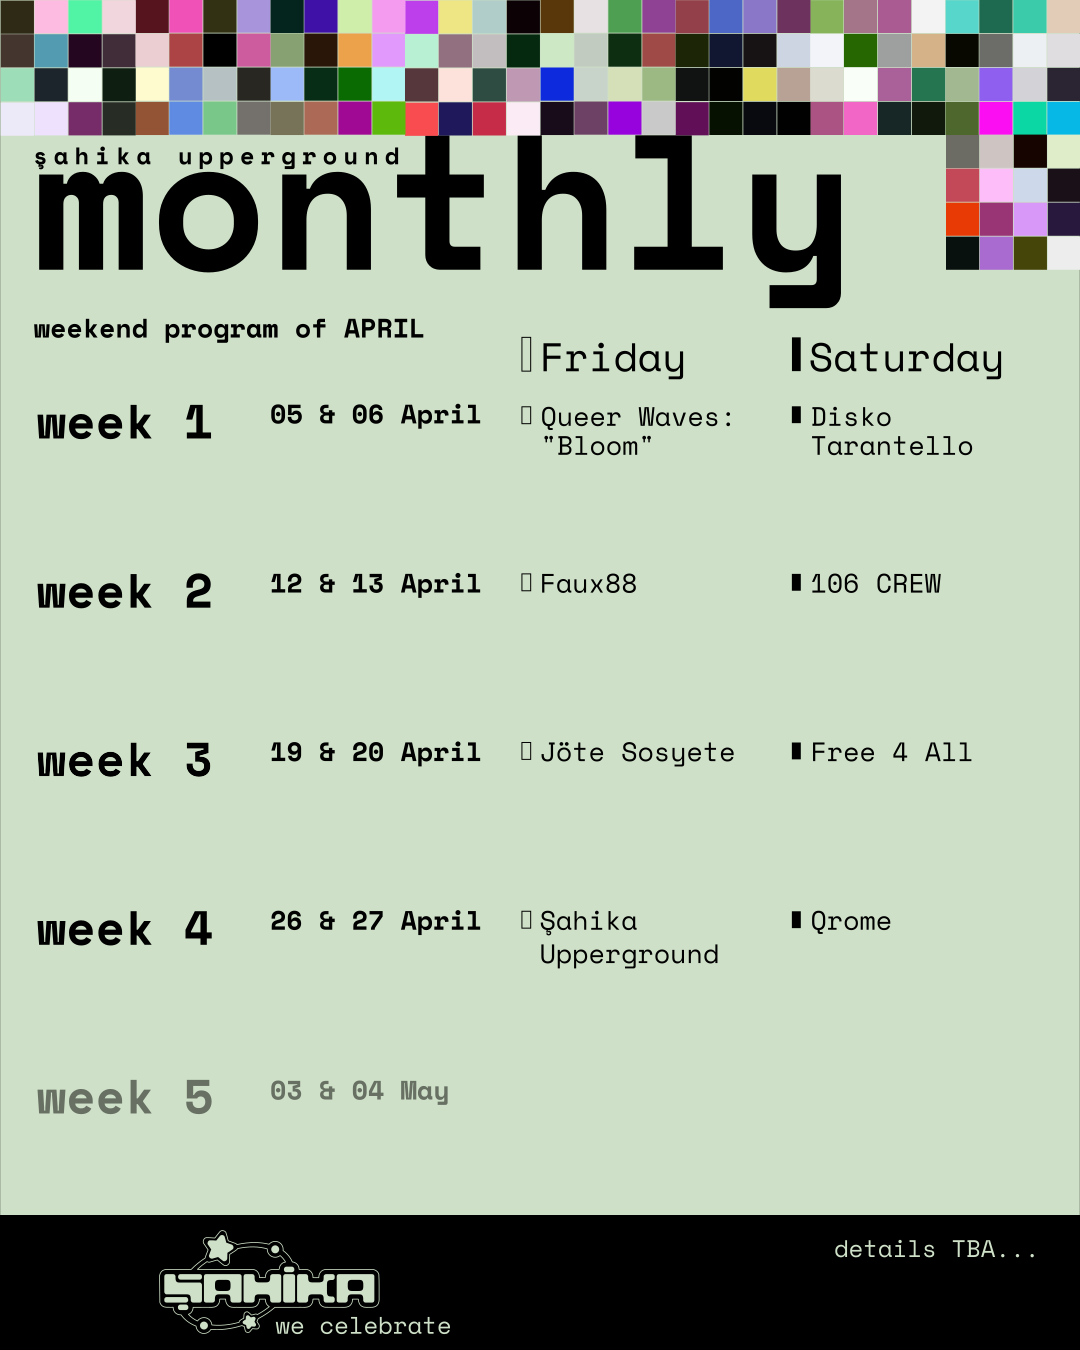 şahika upperground
monthly
weekend program of APRIL
Friday
Saturday
week 1
05 & 06 April
Queer Waves:
"Bloom"
Disko
Tarantello
week 2
12 & 13 April
Faux88
106 CREW
week 3
19 & 20 April
Jöte Sosyete
Free 4 All
week 4
26 & 27 April
Şahika
Upperground
Qrome
week 5
03 & 04 May
details TBA...
ŞAHİKA
we celebrate